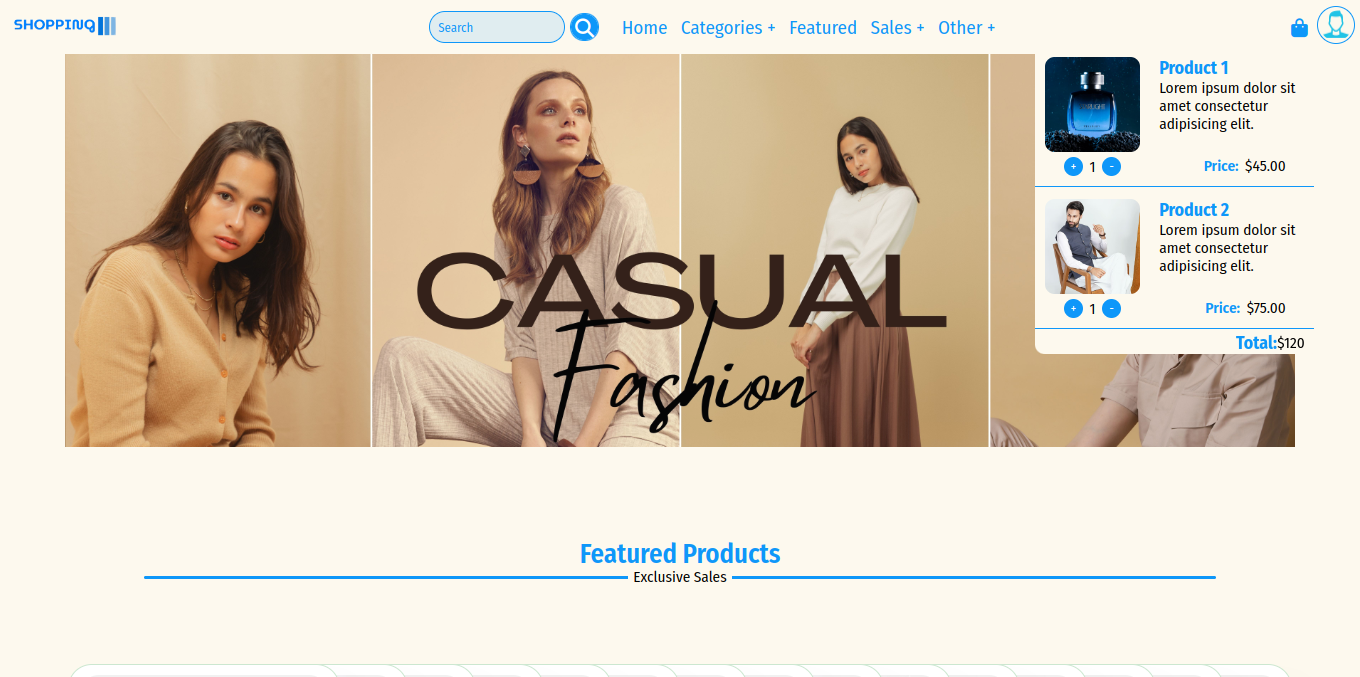 SHOPPING
Search
Home
Categories +
Featured
Sales +
Other +
Product 1
Lorem ipsum dolor sit
amet consectetur
adipisicing elit.
+ 1 -
Price: $45.00
Product 2
Lorem ipsum dolor sit
amet consectetur
adipisicing elit.
+ 1 -
Price: $75.00
Total:$120
CASUAL
Fashion
Featured Products
Exclusive Sales